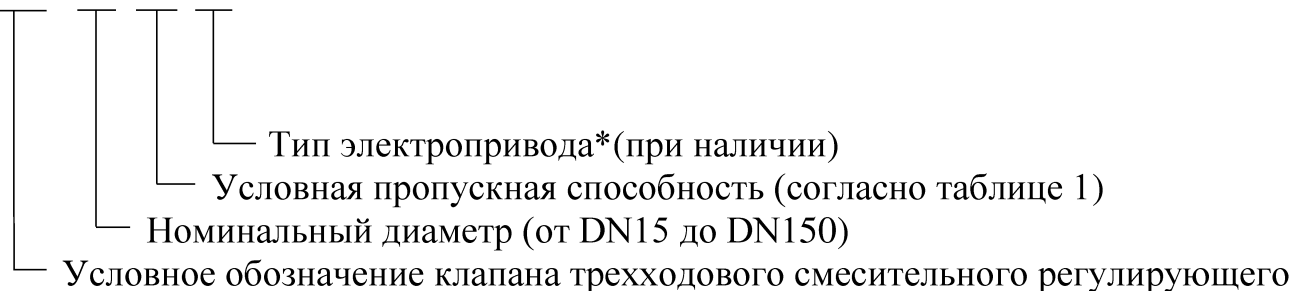 Тип электропривода*(при наличии)
Условная пропускная способность (согласно таблице 1)
Номинальный диаметр (от DN15 до DN150)
Условное обозначение клапана трехходового смесительного регулирующего